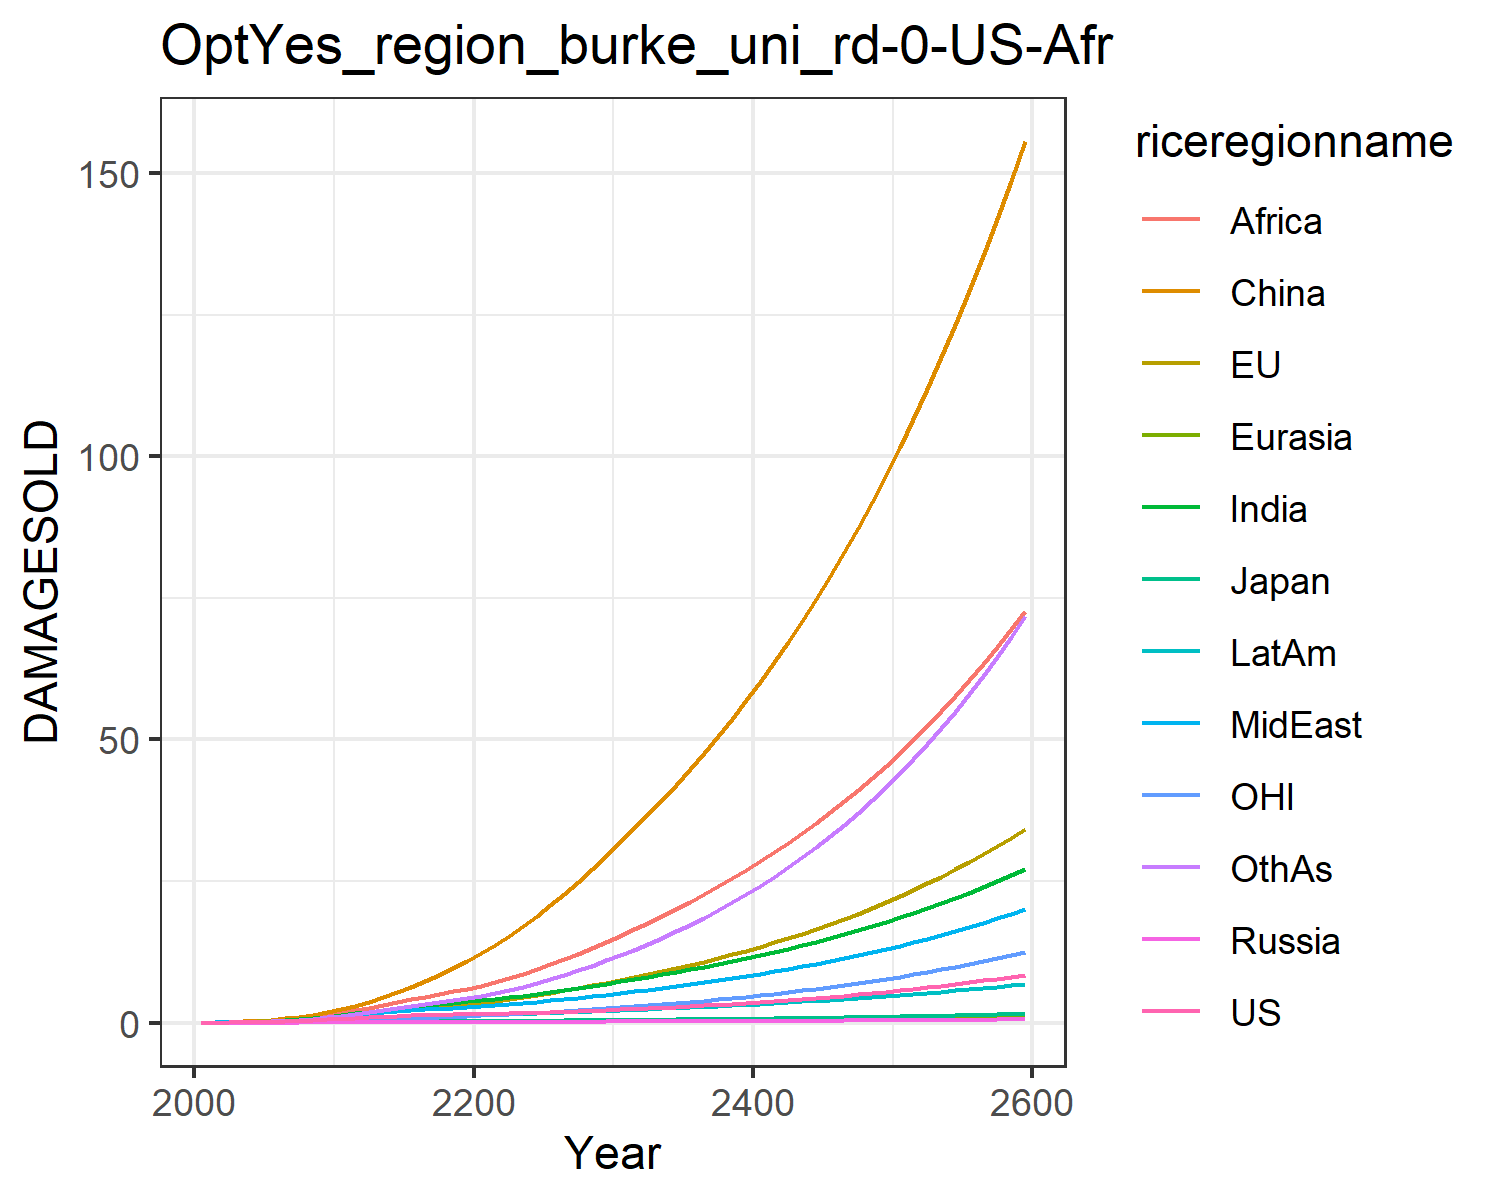 OptYes_region_burke_uni_rd-0-US-Afr
DAMAGESOLD
150
100
50
0
2000
2200
2400
2600
Year
riceregionname
Africa
China
EU
Eurasia
India
Japan
LatAm
MidEast
OHI
OthAs
Russia
US